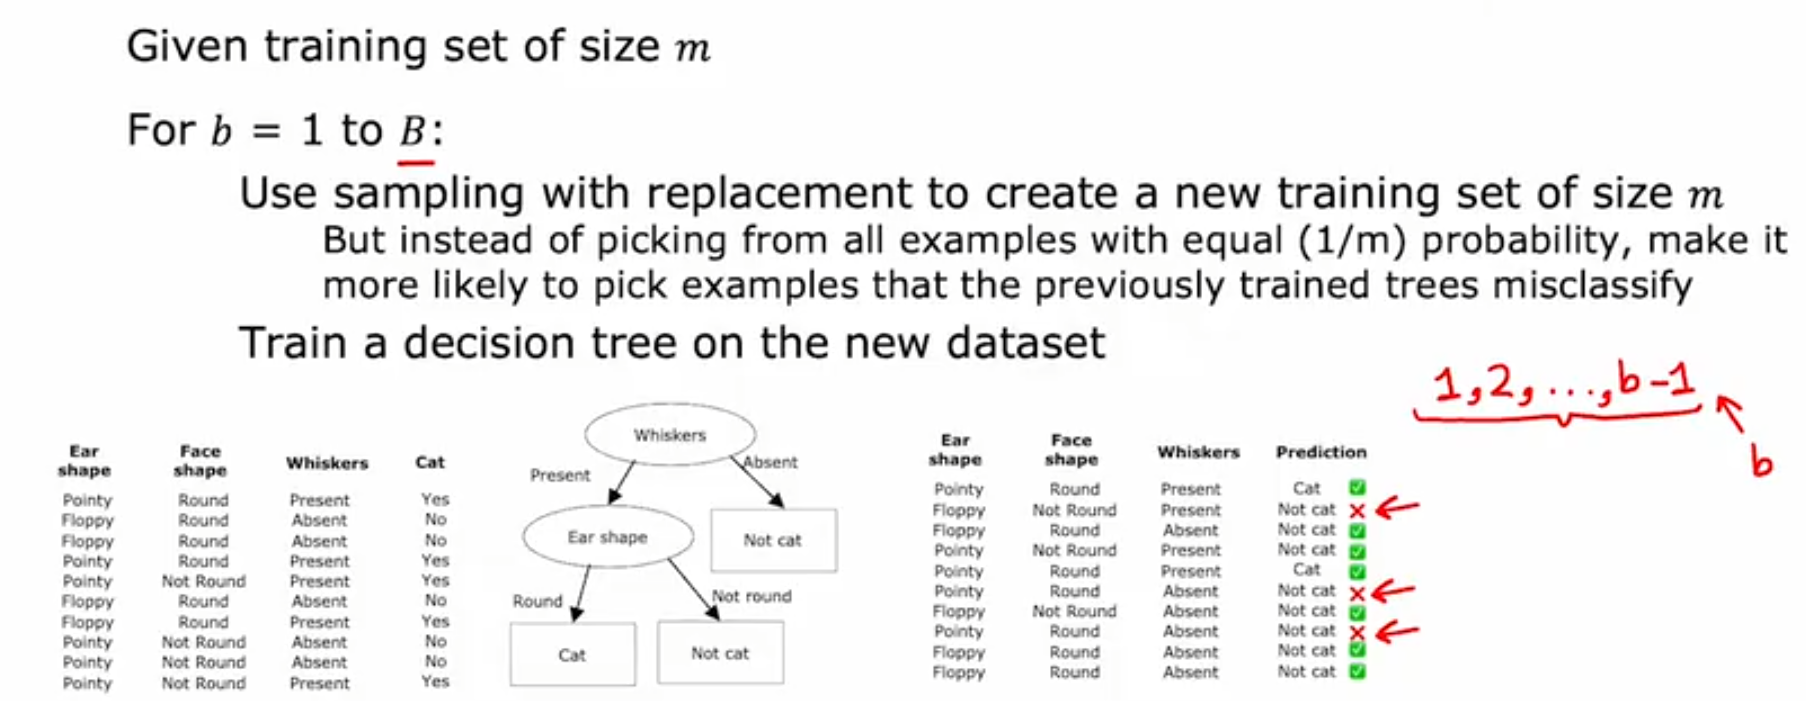 Given training set of size m
For b = 1 to B:
Use sampling with replacement to create a new training set of size m
But instead of picking from all examples with equal (1/m) probability, make it
more likely to pick examples that the previously trained trees misclassify
Train a decision tree on the new dataset
1,2, ..., b-1
b
Ear shape Face shape Whiskers Cat
Pointy Round Present Yes
Floppy Round Absent No
Floppy Round Absent No
Pointy Round Present Yes
Pointy Not Round Present Yes
Floppy Round Absent No
Floppy Round Present Yes
Pointy Not Round Absent No
Pointy Not Round Absent No
Pointy Not Round Present Yes
Whiskers
Present Absent
Ear shape Not cat
Round Not round
Cat Not cat
Ear shape Face shape Whiskers Prediction
Pointy Round Present Cat ✅
Floppy Not Round Present Not cat ×
Floppy Round Absent Not cat ✅
Pointy Not Round Present Not cat ✅
Pointy Round Present Cat ✅
Pointy Round Absent Not cat ×
Floppy Not Round Absent Not cat ✅
Pointy Round Absent Not cat ×
Floppy Round Absent Not cat ✅
Floppy Round Absent Not cat ✅